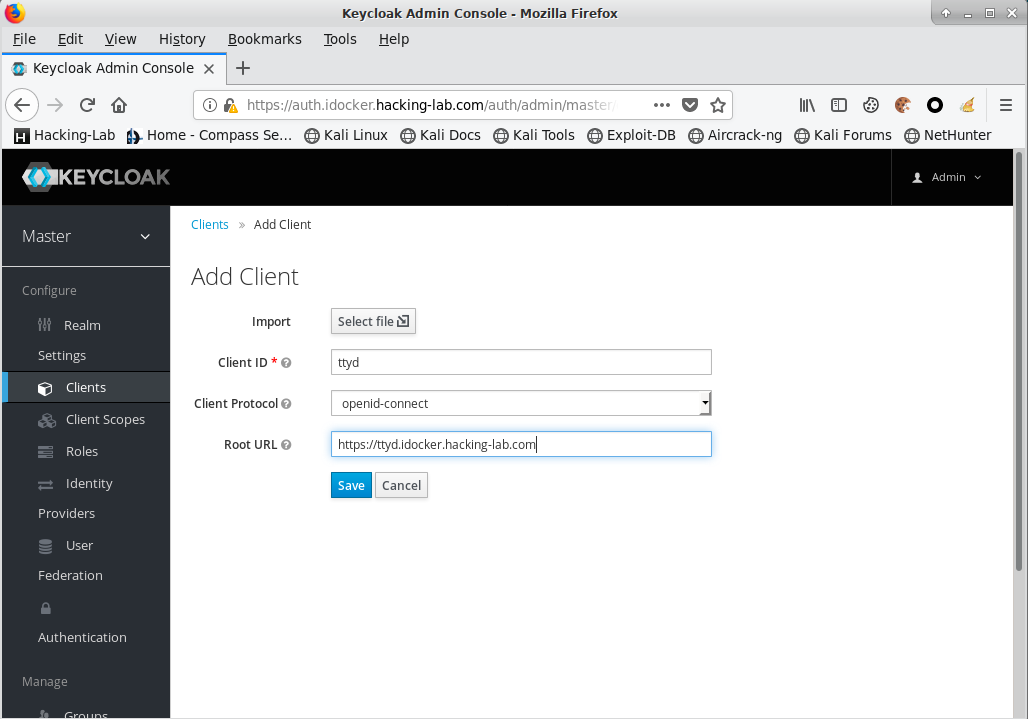 Keycloak Admin Console - Mozilla Firefox
File Edit View History Bookmarks Tools Help
Keycloak Admin Console
https://auth.idocker.hacking-lab.com/auth/admin/master
Hacking-Lab Home - Compass Se... Kali Linux Kali Docs Kali Tools Exploit-DB Aircrack-ng Kali Forums NetHunter
KEYCLOAK Admin
Master
Clients » Add Client
Add Client
Configure
Import Select file
Realm
Settings
Client ID * ttyd
Clients
Client Protocol openid-connect
Client Scopes
Root URL https://ttyd.idocker.hacking-lab.com
Roles
Save Cancel
Identity
Providers
User
Federation
Authentication
Manage
Groups